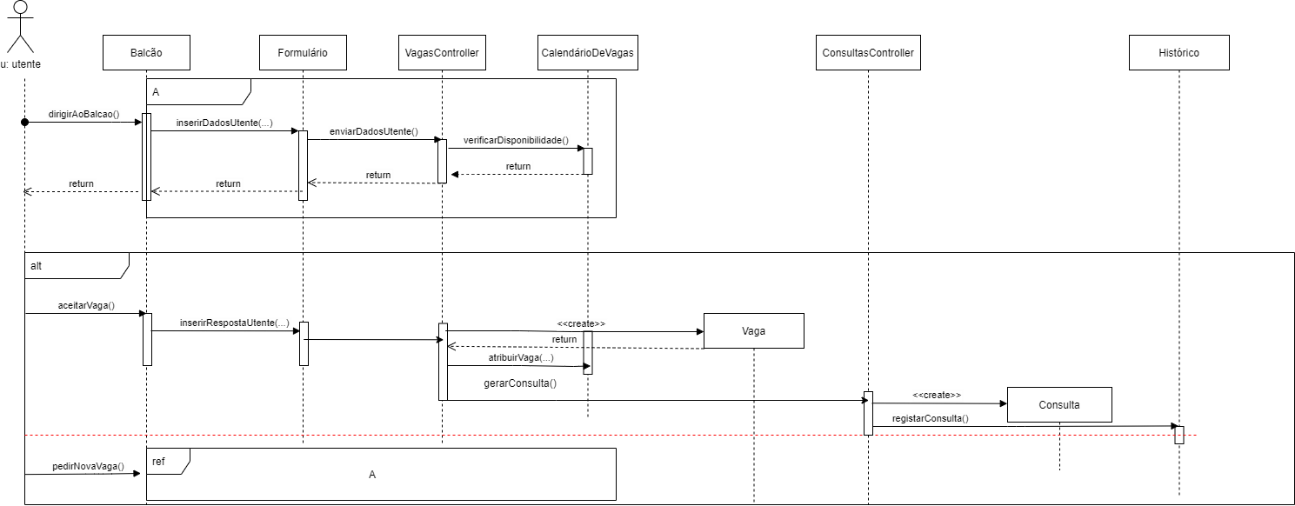 u: utente
Balcão
Formulário
VagasController
CalendárioDeVagas
ConsultasController
Histórico
A
dirigirAoBalcao()
inserirDadosUtente(...)
enviarDadosUtente()
verificarDisponibilidade()
return
return
return
return
alt
aceitarVaga()
inserirRespostaUtente(...)
<<create>>
Vaga
return
atribuirVaga(...)
gerarConsulta()
<<create>>
Consulta
registarConsulta()
pedirNovaVaga()
ref
A